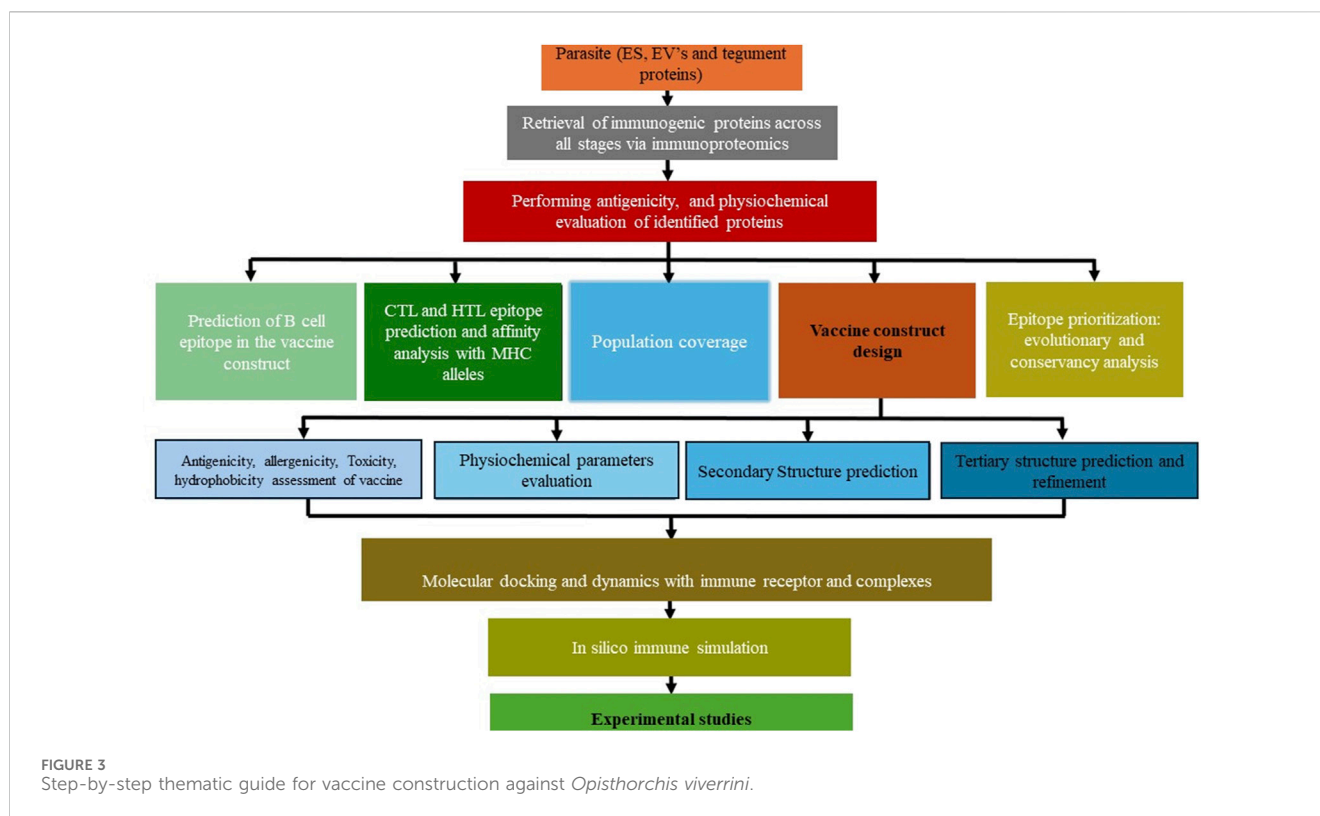 Parasite (ES, EV's and tegument
proteins)
Retrieval of immunogenic proteins across
all stages via immunoproteomics
Performing antigenicity, and physiochemical
evaluation of identified proteins
Prediction of B cell
epitope in the vaccine
construct
CTL and HTL epitope
prediction and affinity
analysis with MHC
alleles
Population coverage
Vaccine construct
design
Epitope prioritization:
evolutionary and
conservancy analysis
Antigenicity, allergenicity, Toxicity,
hydrophobicity assessment of vaccine
Physiochemical parameters
evaluation
Secondary Structure prediction
Tertiary structure prediction and
refinement
Molecular docking and dynamics with immune receptor and complexes
In silico immune simulation
Experimental studies
FIGURE 3
Step-by-step thematic guide for vaccine construction against Opisthorchis viverrini.